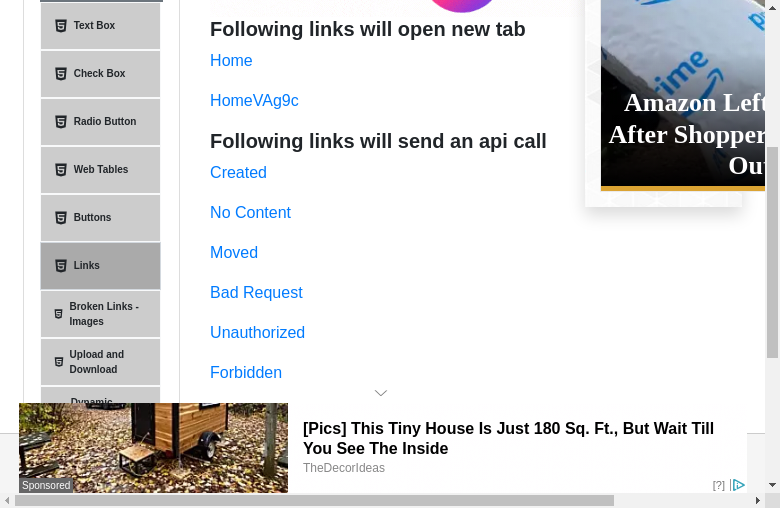 Text Box
Check Box
Radio Button
Web Tables
Buttons
Links
Broken Links -
Images
Upload and
Download
Dynamic
Following links will open new tab
Home
HomeVAg9c
Following links will send an api call
Created
No Content
Moved
Bad Request
Unauthorized
Forbidden
prime
Amazon Left
After Shopper
Ou
[Pics] This Tiny House Is Just 180 Sq. Ft., But Wait Till
You See The Inside
TheDecorIdeas
Sponsored
[?]